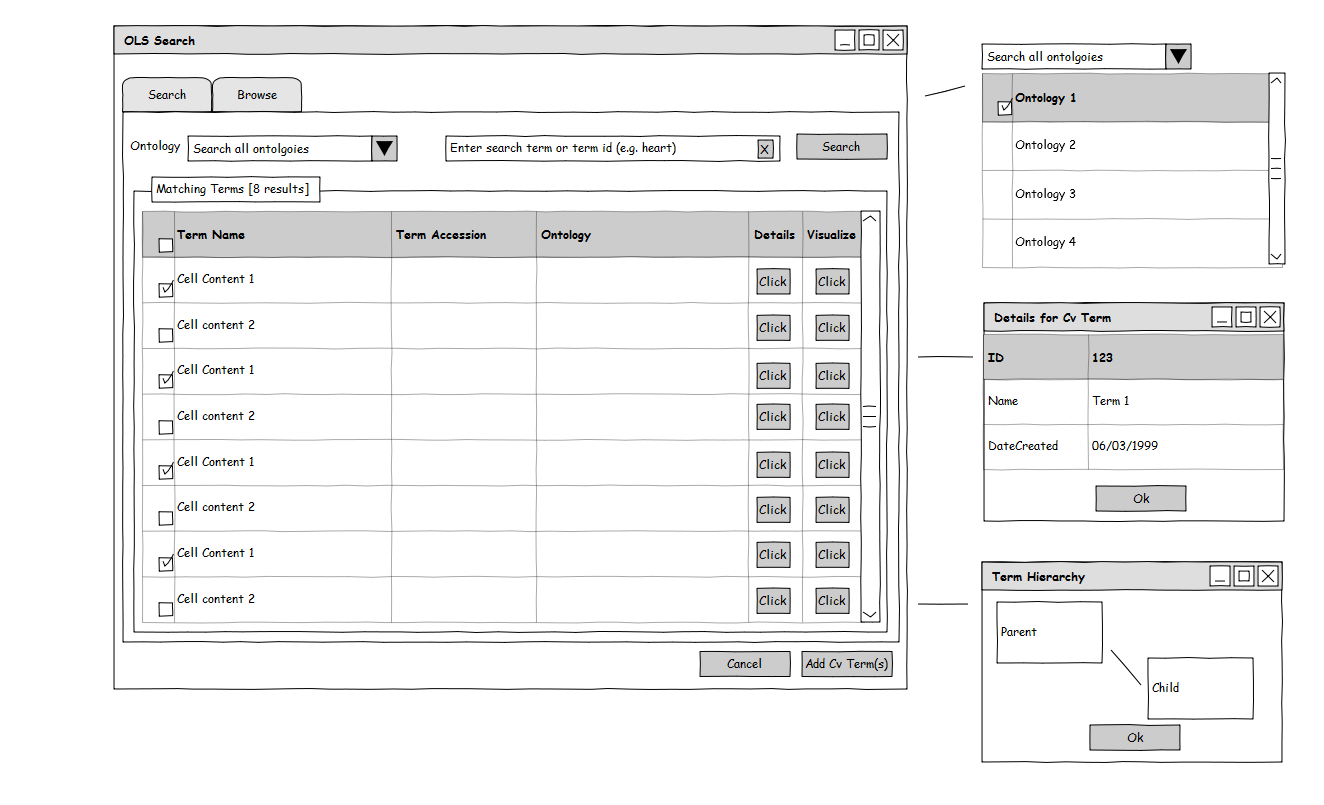 OLS Search
Search Browse
Ontology Search all ontolgoies Enter search term or term id (e.g. heart) X Search
Matching Terms [8 results]
Term Name Term Accession Ontology Details Visualize
Cell Content 1 Click Click
Cell content 2 Click Click
Cell Content 1 Click Click
Cell content 2 Click Click
Cell Content 1 Click Click
Cell content 2 Click Click
Cell Content 1 Click Click
Cell content 2 Click Click
Cancel Add Cv Term(s)
Search all ontolgoies
Ontology 1
Ontology 2
Ontology 3
Ontology 4
Details for Cv Term
ID 123
Name Term 1
DateCreated 06/03/1999
Ok
Term Hierarchy
Parent
Child
Ok